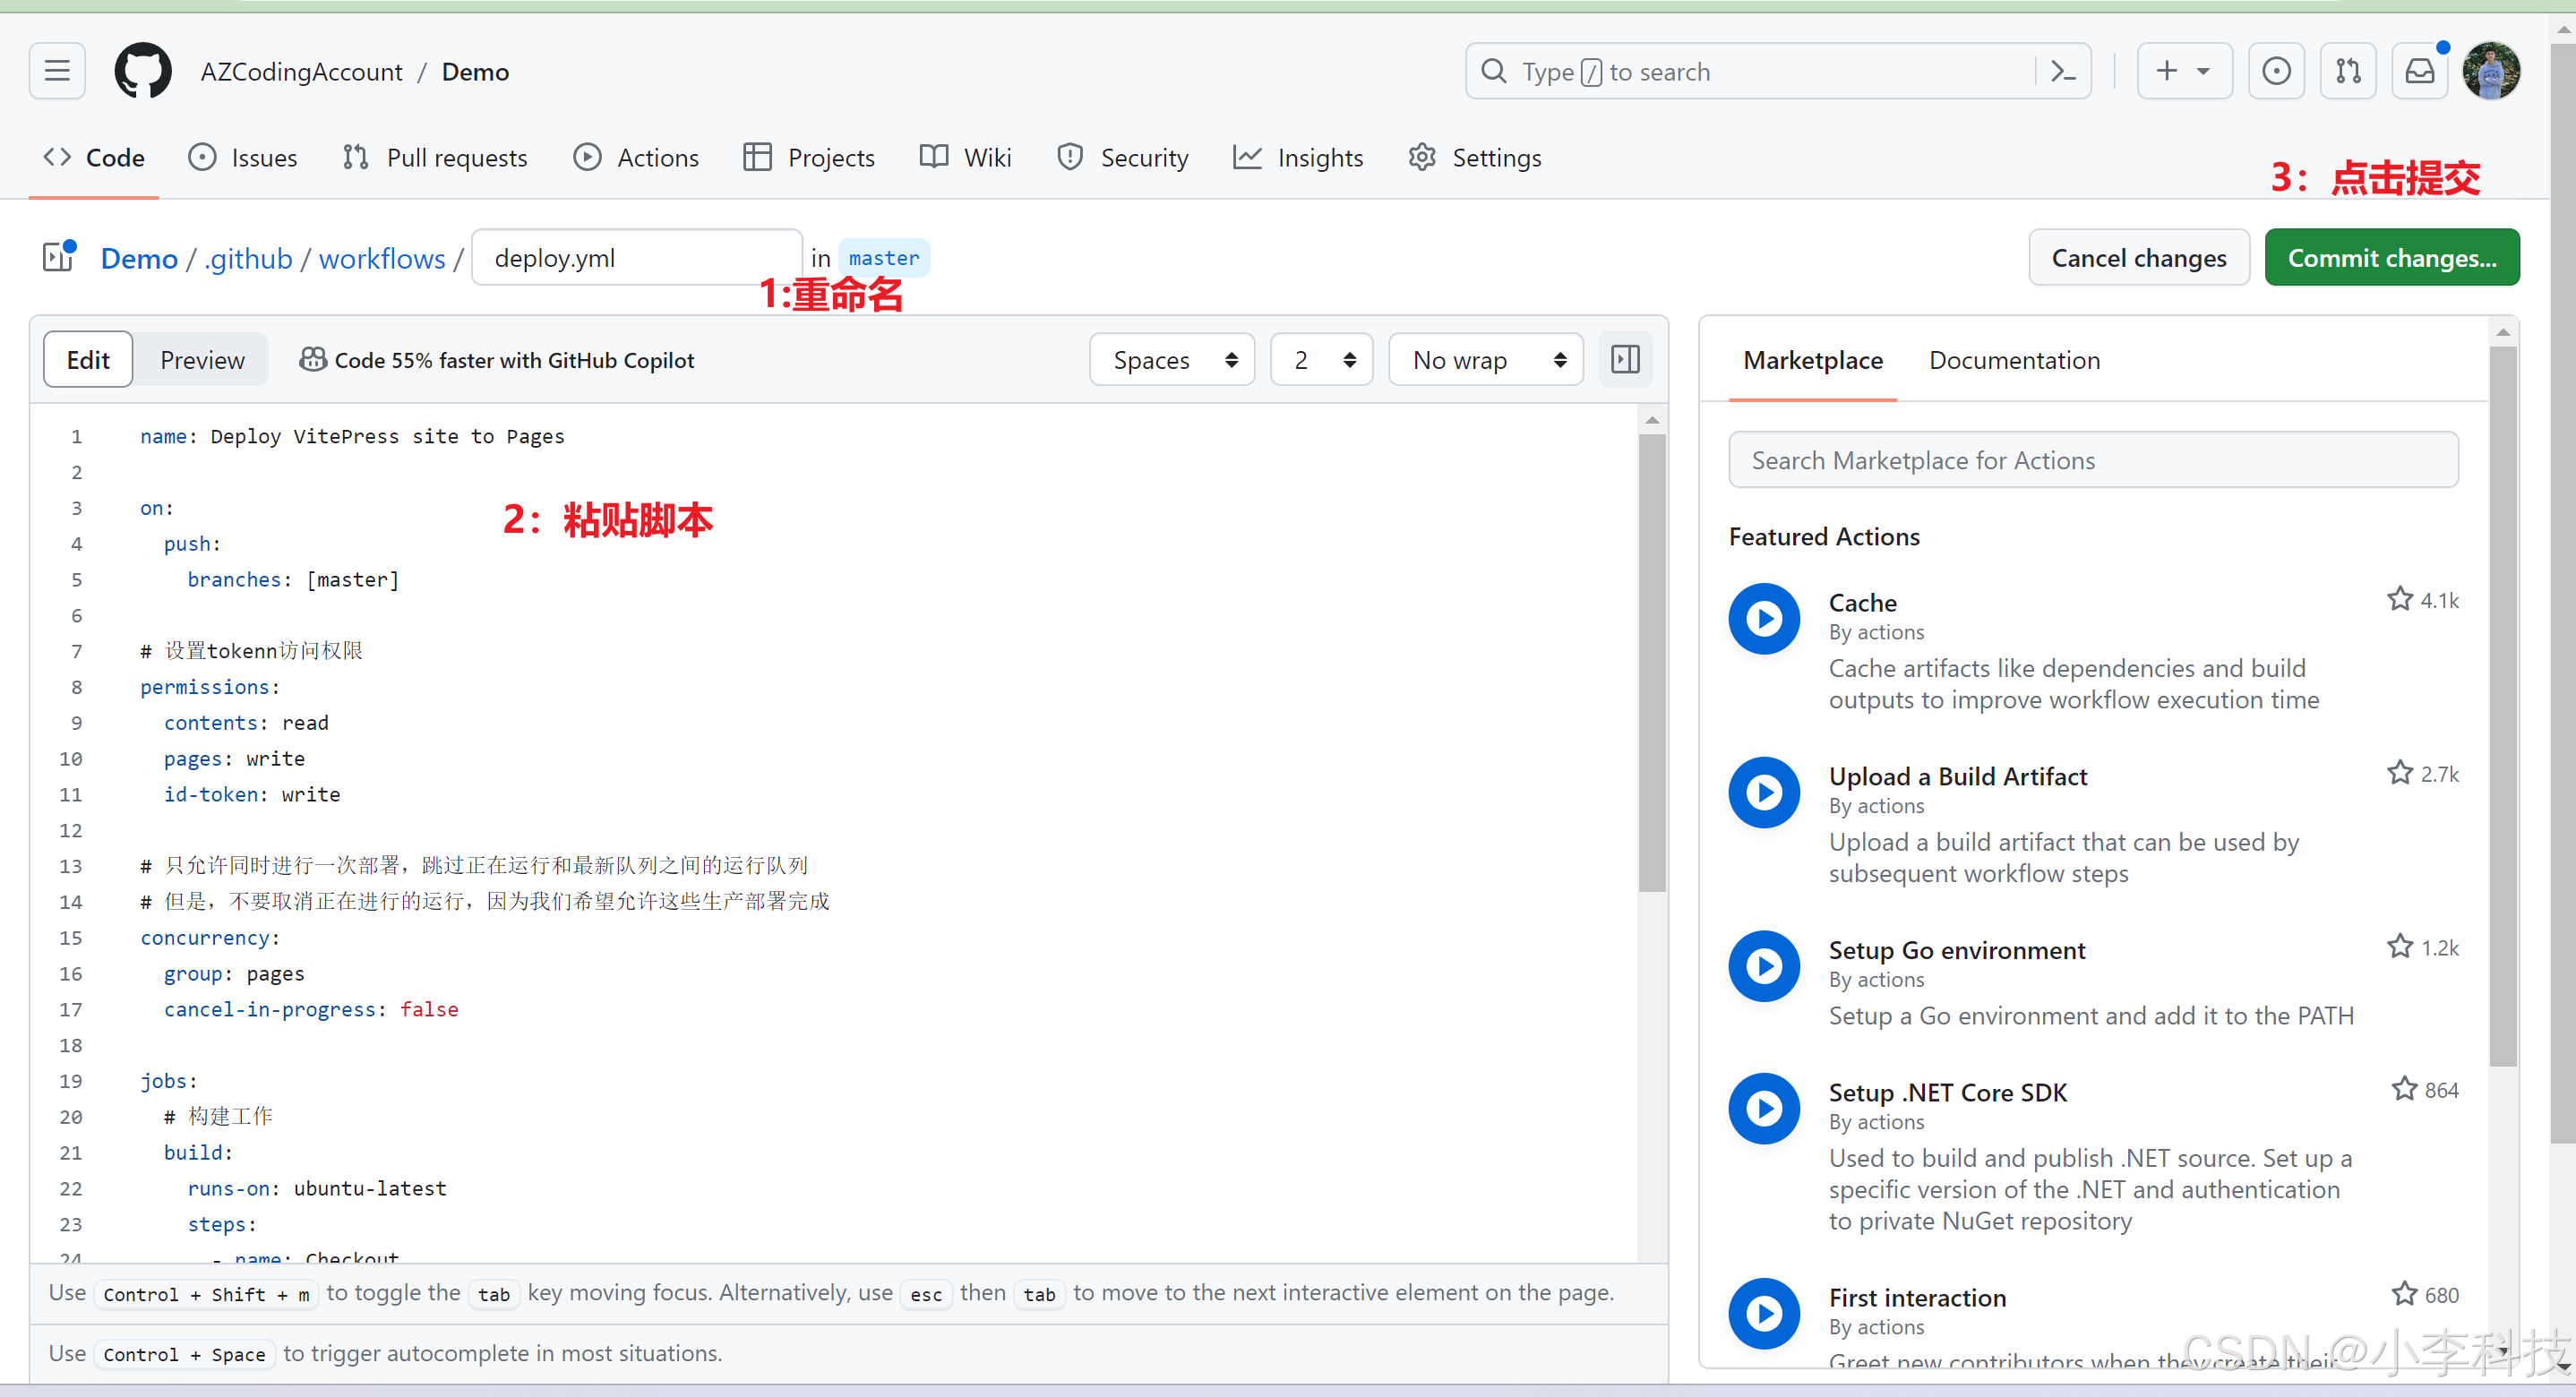 AZCodingAccount / Demo
Type / to search
Code Issues Pull requests Actions Projects Wiki Security Insights Settings
3：点击提交
Demo / .github / workflows / deploy.yml in master
Cancel changes Commit changes...
1:重命名
Edit Preview Code 55% faster with GitHub Copilot Spaces 2 No wrap
1 name: Deploy VitePress site to Pages
2
3 on:
2：粘贴脚本
4 push:
5 branches: [master]
6
7 # 设置tokenn访问权限
8 permissions:
9 contents: read
10 pages: write
11 id-token: write
12
13 # 只允许同时进行一次部署，跳过正在运行和最新队列之间的运行队列
14 # 但是，不要取消正在进行的运行，因为我们希望允许这些生产部署完成
15 concurrency:
16 group: pages
17 cancel-in-progress: false
18
19 jobs:
20 # 构建工作
21 build:
22 runs-on: ubuntu-latest
23 steps:
24 - name: Checkout
Use Control + Shift + m to toggle the tab key moving focus. Alternatively, use esc then tab to move to the next interactive element on the page.
Use Control + Space to trigger autocomplete in most situations.
Marketplace Documentation
Search Marketplace for Actions
Featured Actions
Cache 4.1k
By actions
Cache artifacts like dependencies and build
outputs to improve workflow execution time
Upload a Build Artifact 2.7k
By actions
Upload a build artifact that can be used by
subsequent workflow steps
Setup Go environment 1.2k
By actions
Setup a Go environment and add it to the PATH
Setup .NET Core SDK 864
By actions
Used to build and publish .NET source. Set up a
specific version of the .NET and authentication
to private NuGet repository
First interaction 680
By actions
Greet new contributors when they create their
CSDN @小李科技